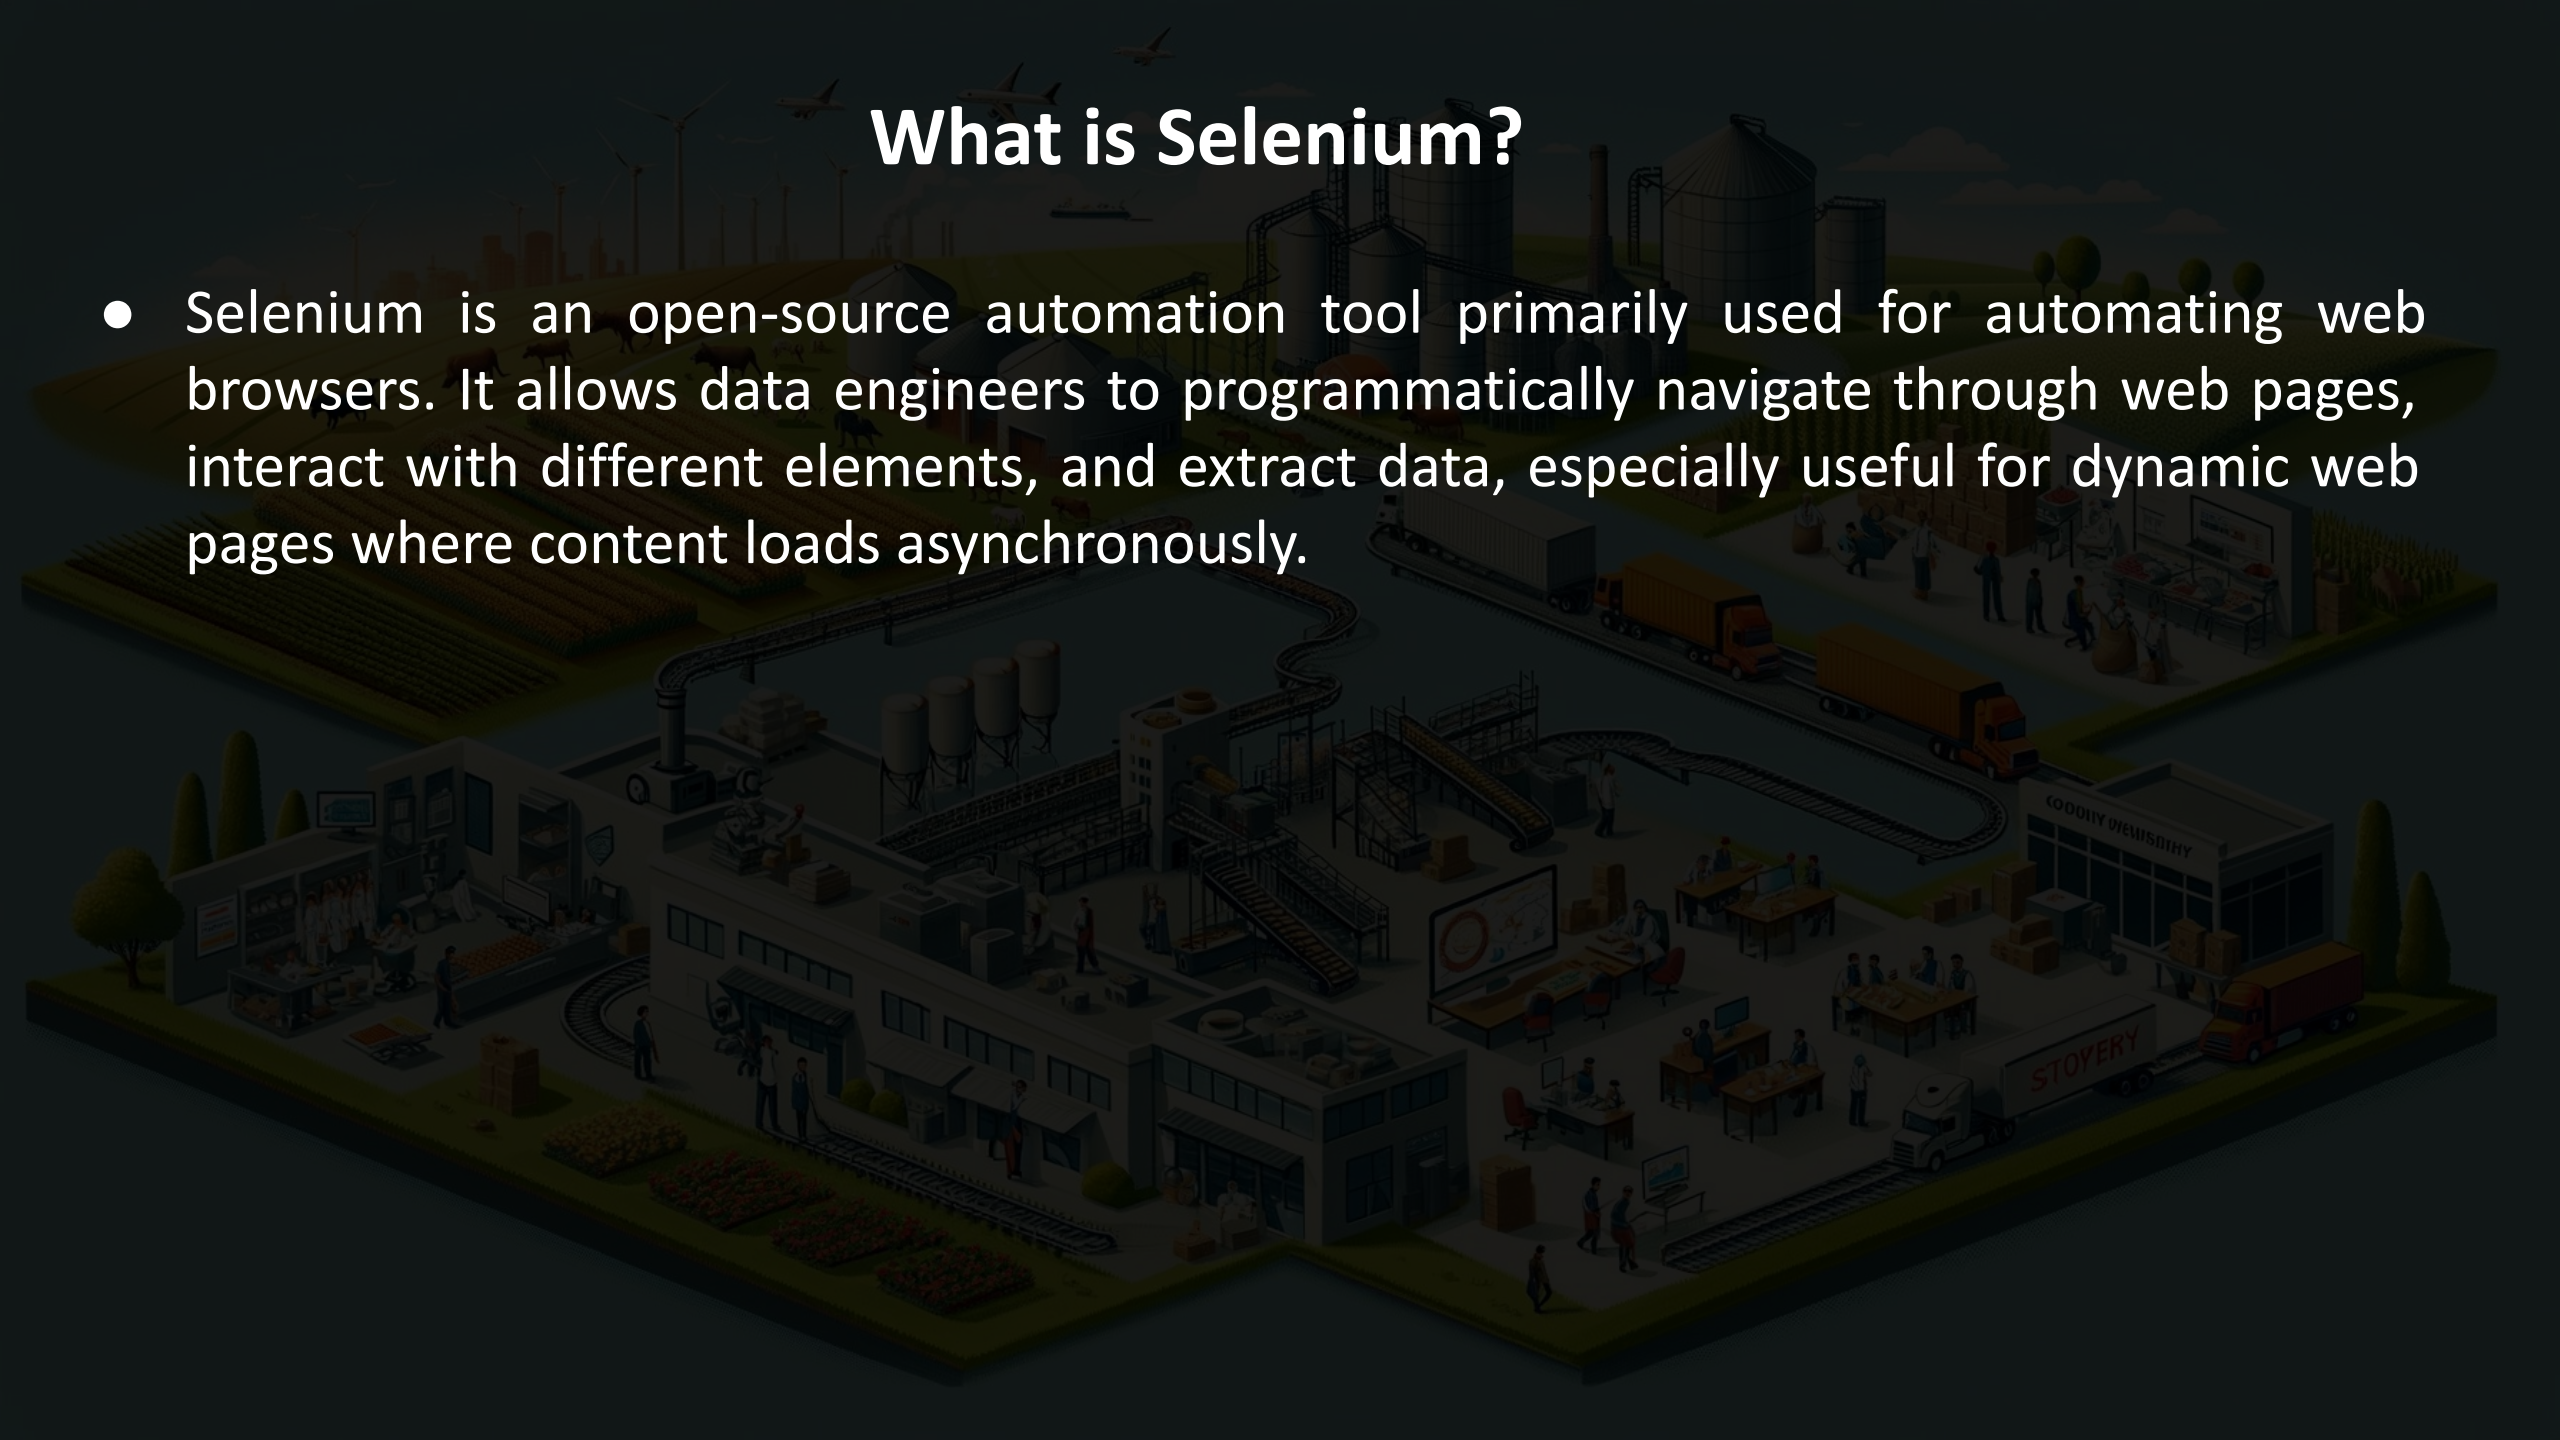 What is Selenium?
● Selenium is an open-source automation tool primarily used for automating web
browsers. It allows data engineers to programmatically navigate through web pages,
interact with different elements, and extract data, especially useful for dynamic web
pages where content loads asynchronously.
STOYERY